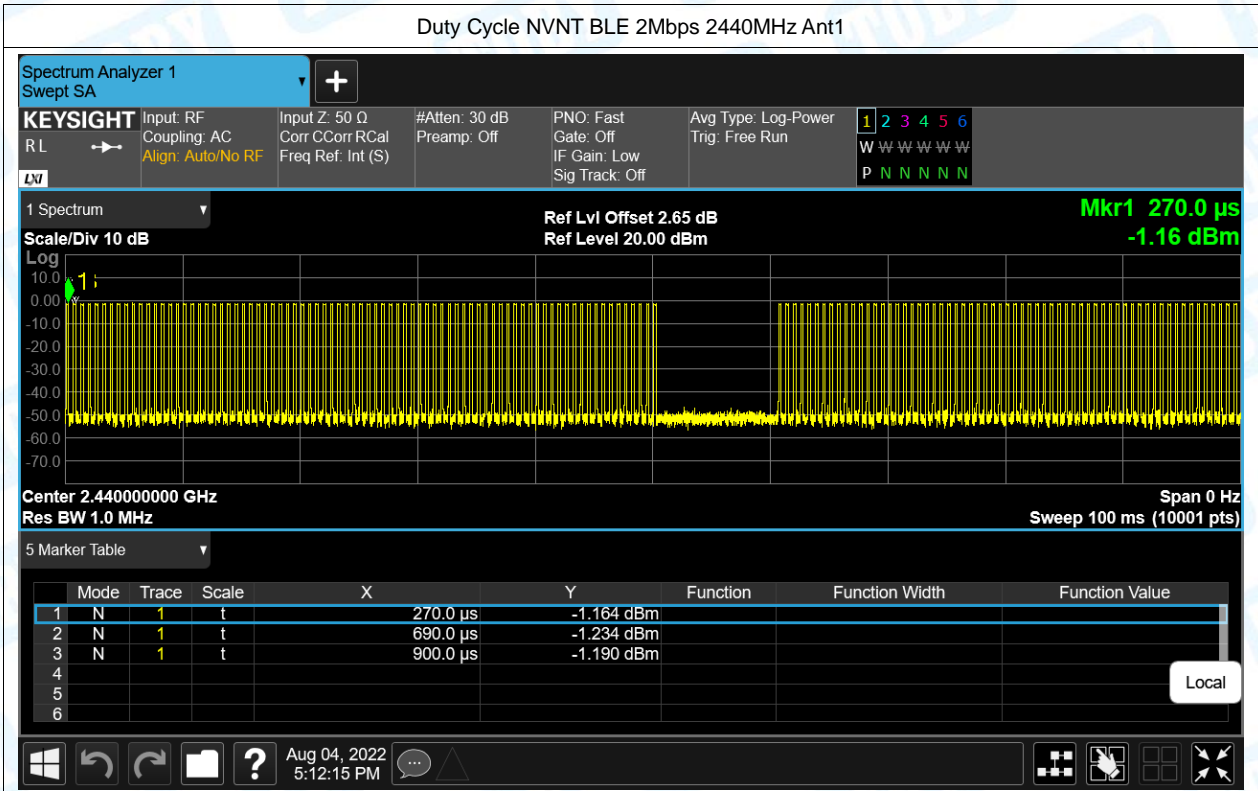 Duty Cycle NVNT BLE 2Mbps 2440MHz Ant1
Spectrum Analyzer 1
Swept SA
KEYSIGHT
RL
LXI
Input: RF
Coupling: AC
Align: Auto/No RF
Input Z: 50 Ω
Corr CCorr RCal
Freq Ref: Int (S)
#Atten: 30 dB
Preamp: Off
PNO: Fast
Gate: Off
IF Gain: Low
Sig Track: Off
Avg Type: Log-Power
Trig: Free Run
1 2 3 4 5 6
W W W W W W
P N N N N N
1 Spectrum
Scale/Div 10 dB
Ref Lvl Offset 2.65 dB
Ref Level 20.00 dBm
Mkr1 270.0 µs
-1.16 dBm
Log
10.0
0.00
-10.0
-20.0
-30.0
-40.0
-50.0
-60.0
-70.0
1
Center 2.440000000 GHz
Res BW 1.0 MHz
Span 0 Hz
Sweep 100 ms (10001 pts)
5 Marker Table
Mode Trace Scale X Y Function Function Width Function Value
1 N 1 t 270.0 µs -1.164 dBm
2 N 1 t 690.0 µs -1.234 dBm
3 N 1 t 900.0 µs -1.190 dBm
4
5
6
Local
?
Aug 04, 2022
5:12:15 PM